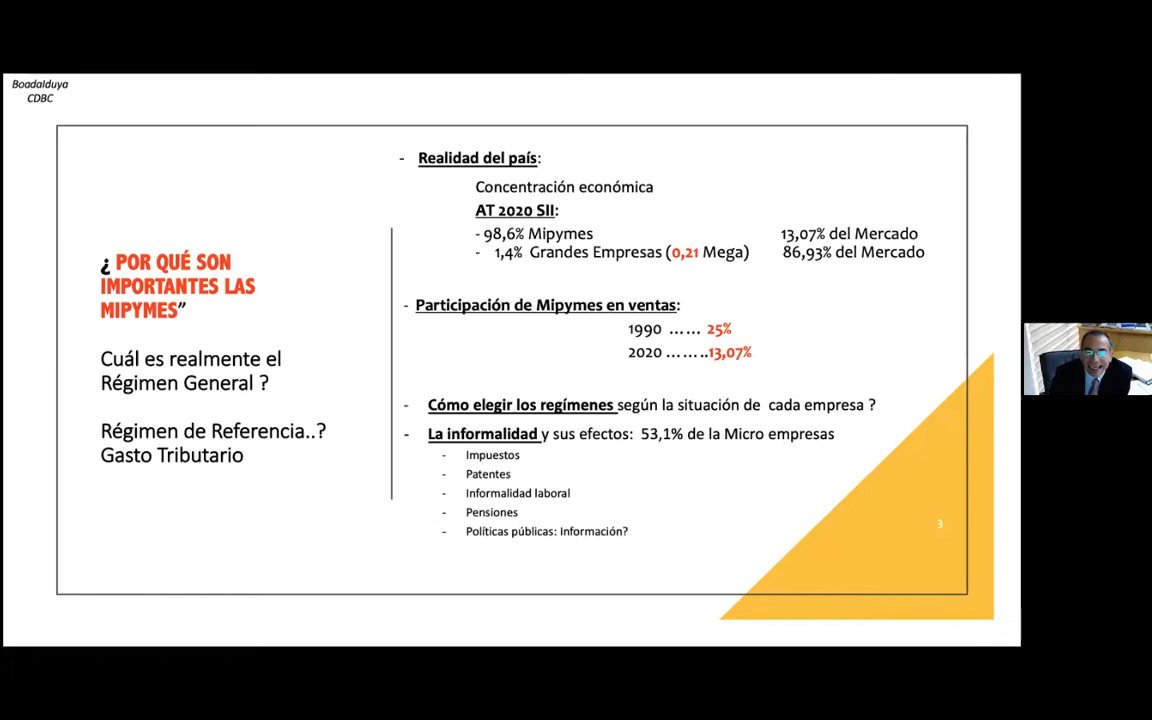 Boadalduya
CDBC
¿ POR QUÉ SON
IMPORTANTES LAS
MIPYMES”
Cuál es realmente el
Régimen General ?
Régimen de Referencia..?
Gasto Tributario
- Realidad del país:
Concentración económica
AT 2020 SII:
- 98,6% Mipymes 13,07% del Mercado
- 1,4% Grandes Empresas (0,21 Mega) 86,93% del Mercado
- Participación de Mipymes en ventas:
1990 …… 25%
2020 ……..13,07%
- Cómo elegir los regímenes según la situación de cada empresa ?
- La informalidad y sus efectos: 53,1% de la Micro empresas
- Impuestos
- Patentes
- Informalidad laboral
- Pensiones
- Políticas públicas: Información?
3